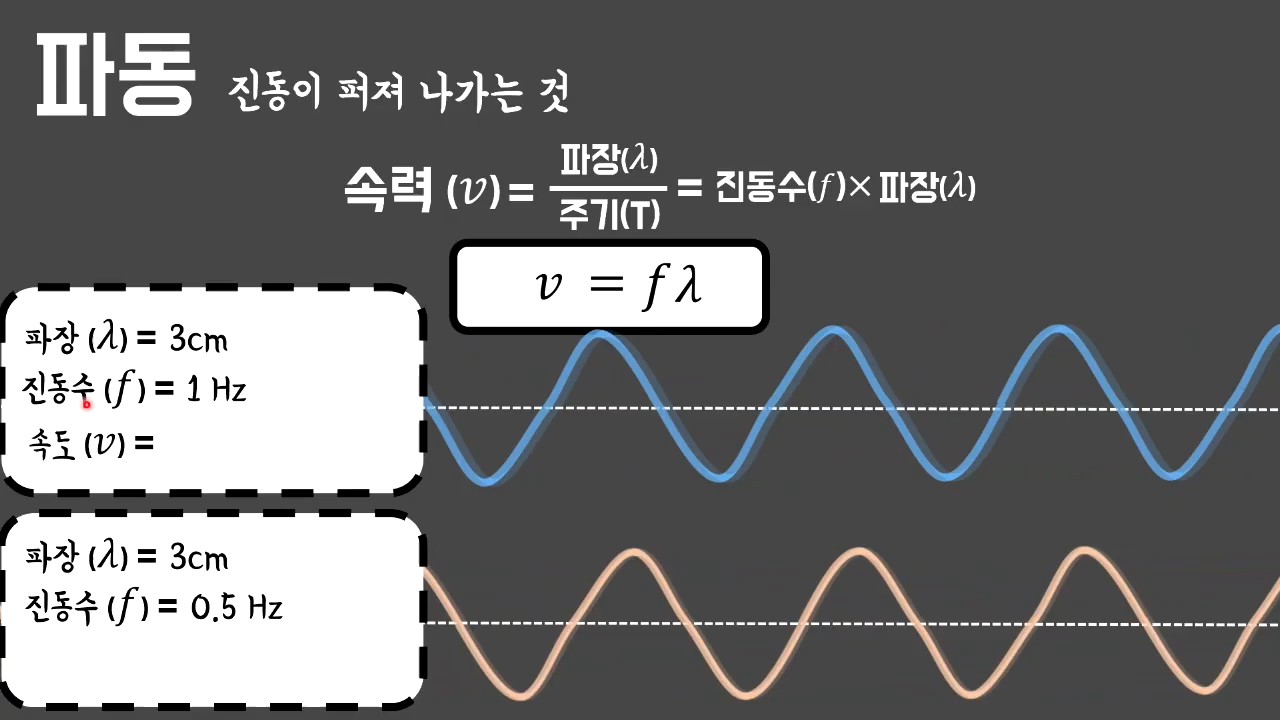 파동 진동이 퍼져 나가는 것
속력 (v) = 파장(λ) / 주기(T) = 진동수(f)× 파장(λ)
v = fλ
파장 (λ) = 3cm
진동수 (f) = 1 Hz
속도 (v) =
파장 (λ) = 3cm
진동수 (f) = 0.5 Hz